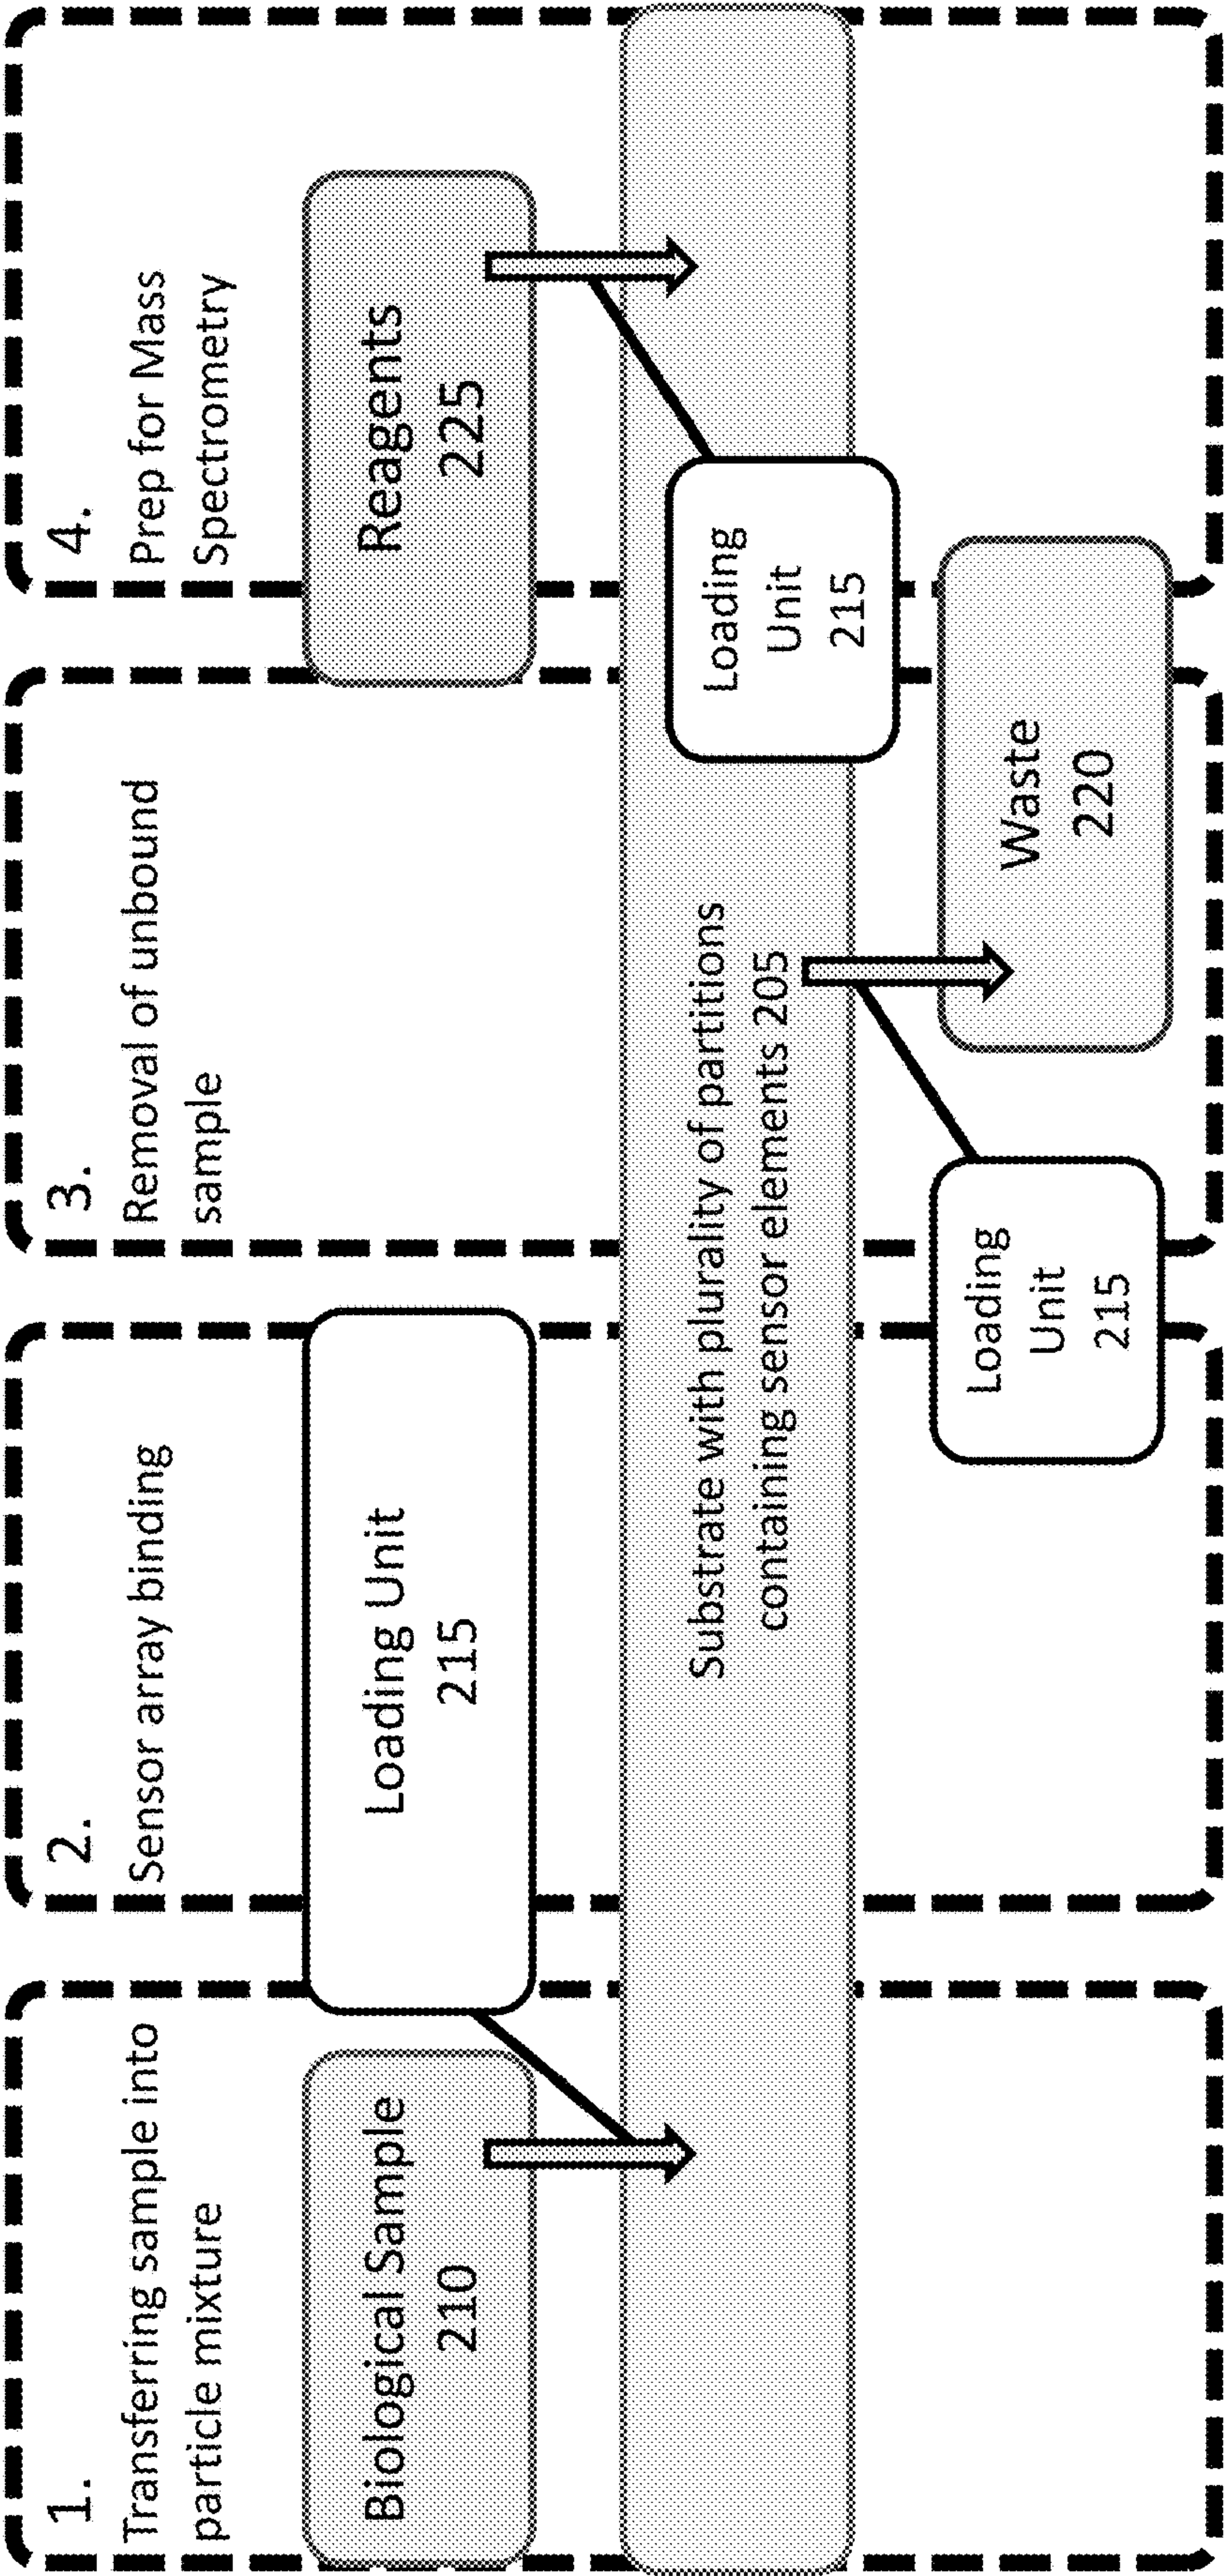 1.
Transferring sample into
particle mixture
Biological Sample
210
2.
Sensor array binding
Loading Unit
215
3.
Removal of unbound
sample
4.
Prep for Mass
Spectrometry
Reagents
225
Substrate with plurality of partitions
containing sensor elements 205
Loading
Unit
215
Loading
Unit
215
Waste
220